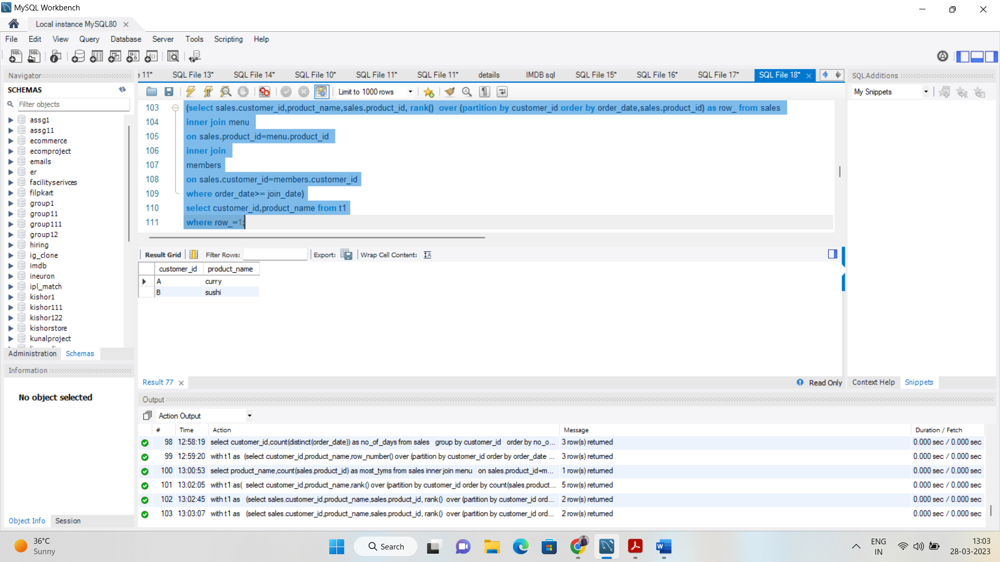 MySQL Workbench
Local instance MySQL80
File Edit View Query Database Server Tools Scripting Help
Navigator
SCHEMAS
Filter objects
assg1
assg11
ecommerce
ecomproject
emails
er
facilityserivces
filpkart
group1
group11
group111
group12
hiring
ig_clone
imdb
ineuron
ipl_match
kishor1
kishor111
kishor122
kishorstore
kunalproject
Administration Schemas
Information
No object selected
Object Info Session
11* SQL File 13* SQL File 14* SQL File 10* SQL File 11* SQL File 11* details IMDB sql SQL File 15* SQL File 16* SQL File 17* SQL File 18*
Limit to 1000 rows
103 (select sales.customer_id,product_name,sales.product_id, rank()  over (partition by customer_id order by order_date,sales.product_id) as row_ from sales
104 inner join menu
105 on sales.product_id=menu.product_id
106 inner join
107 members
108 on sales.customer_id=members.customer_id
109 where order_date>= join_date)
110 select customer_id,product_name from t1
111 where row_=1;
Result Grid Filter Rows: Export: Wrap Cell Content:
customer_id product_name
A curry
B sushi
Result 77
Read Only
SQLAdditions
My Snippets
Context Help Snippets
Output
Action Output
# Time Action Message Duration / Fetch
98 12:58:19 select customer_id,count(distinct(order_date)) as no_of_days from sales   group by customer_id   order by no_o... 3 row(s) returned 0.000 sec / 0.000 sec
99 12:59:20 with t1 as  (select customer_id,product_name,row_number() over (partition by customer_id order by order_date ... 3 row(s) returned 0.000 sec / 0.000 sec
100 13:00:53 select product_name,count(sales.product_id) as most_tyms from sales inner join menu   on sales.product_id=m... 1 row(s) returned 0.000 sec / 0.000 sec
101 13:02:05 with t1 as(  select customer_id,product_name,rank() over (partition by customer_id order by count(sales.product... 5 row(s) returned 0.000 sec / 0.000 sec
102 13:02:45 with t1 as   (select sales.customer_id,product_name,sales.product_id, rank()  over (partition by customer_id ord... 2 row(s) returned 0.000 sec / 0.000 sec
103 13:03:07 with t1 as   (select sales.customer_id,product_name,sales.product_id, rank()  over (partition by customer_id ord... 2 row(s) returned 0.000 sec / 0.000 sec
36°C
Sunny
Search
ENG
IN
13:03
28-03-2023